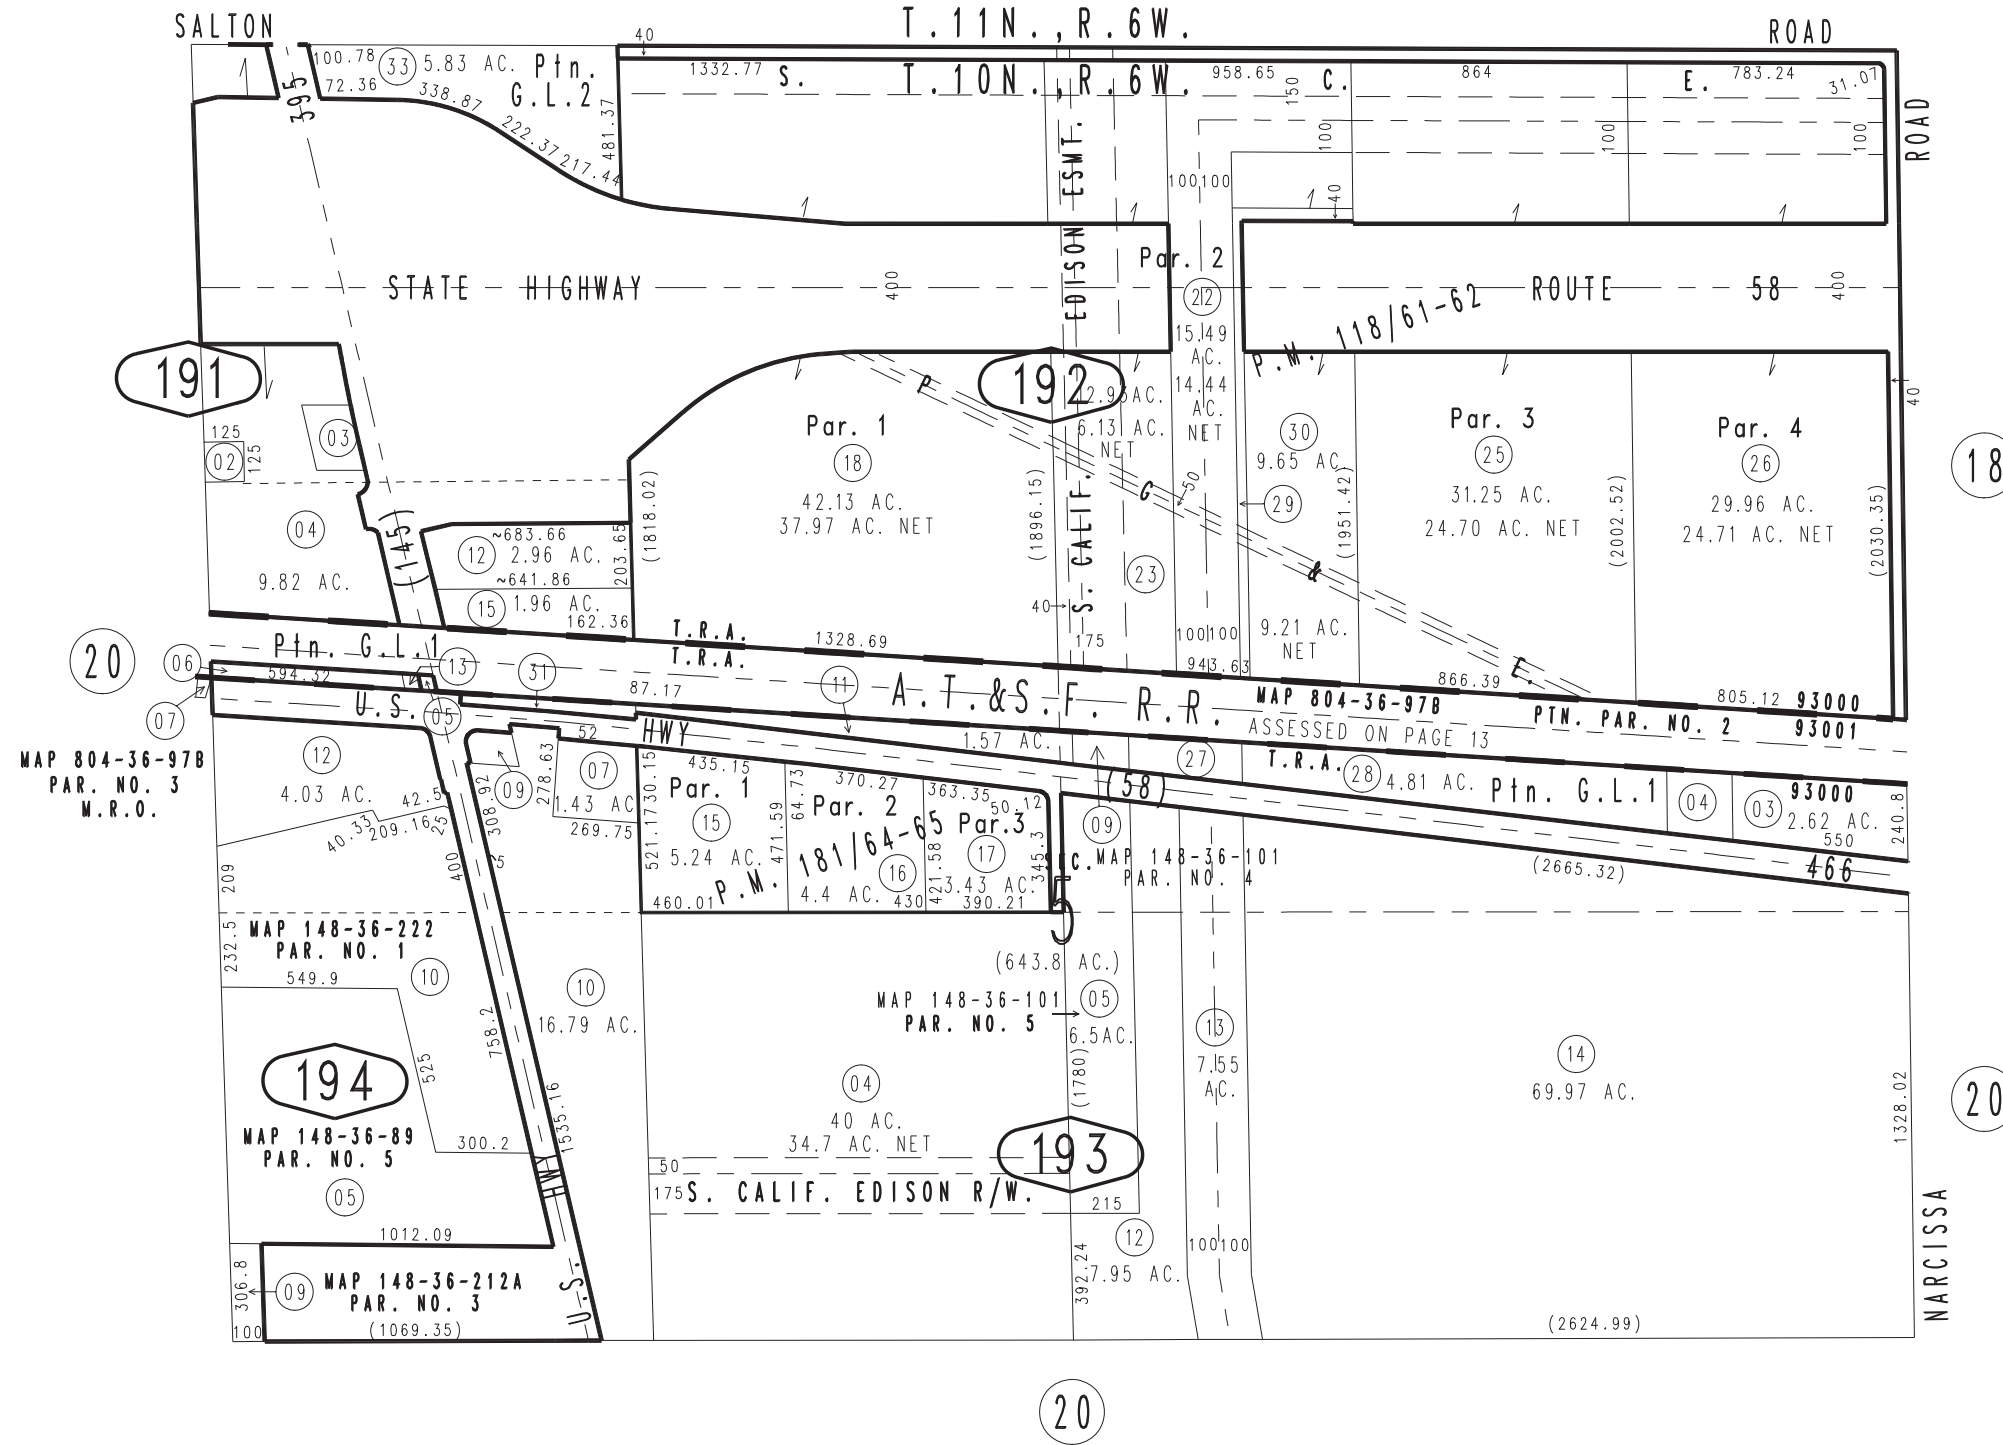 SALTON
T.11N.,R.6W.
ROAD
40
395
100.78
33
5.83 AC.
Ptn.
G.L.2
72.36
338.87
222.37
217.44
481.37
1332.77
S.
T.10N.,R.6W.
958.65
150
C.
864
E.
783.24
31.07
ROAD
100
100
100
100 100
40
EDISON ESMT.
Par. 2
22
STATE HIGHWAY
400
ROUTE 58
400
15.49
AC.
14.44
AC.
NET
P.M. 118/61-62
191
192
P.
G
&
E.
40
2.93AC.
6.13 AC.
NET
125
125
02
03
04
9.82 AC.
(145)
~683.66
12
2.96 AC.
203.65
~641.86
15
1.96 AC.
162.36
(1818.02)
Par. 1
18
42.13 AC.
37.97 AC. NET
(1896.15)
S. CALIF.
50
30
9.65 AC.
29
(1951.42)
Par. 3
25
31.25 AC.
24.70 AC. NET
(2002.52)
Par. 4
26
29.96 AC.
24.71 AC. NET
(2030.35)
18
23
40
175
100 100
9.21 AC.
NET
943.63
T.R.A.
T.R.A.
1328.69
866.39
805.12
93000
93001
20
Ptn. G.L.1
06
594.32
13
31
11
87.17
A.T.&S.F. R.R.
MAP 804-36-97B
PTN. PAR. NO. 2
ASSESSED ON PAGE 13
07
U.S.
05
52
HWY
1.57 AC.
27
T.R.A.
28
4.81 AC.
Ptn. G.L.1
04
03
93000
2.62 AC.
550
240.8
MAP 804-36-97B
PAR. NO. 3
M.R.O.
12
4.03 AC.
42.5
40.33
209.16
25
308.92
09
278.63
07
1.43 AC
269.75
435.15
Par. 1
15
5.24 AC.
521.17
30.15
471.59
64.73
370.27
Par. 2
363.35
50.12
Par.3
17
345.3
(58)
09
MAP 148-36-101
PAR. NO. 4
(2665.32)
466
P.M. 181/64-65
16
4.4 AC.
430
421.58
3.43 AC.
390.21
460.01
209
400
75
5
232.5
MAP 148-36-222
PAR. NO. 1
549.9
10
10
16.79 AC.
(643.8 AC.)
MAP 148-36-101
PAR. NO. 5
05
6.5AC.
13
7.55
AC.
14
69.97 AC.
758.2
525
194
MAP 148-36-89
PAR. NO. 5
05
300.2
1535.16
HWY
04
40 AC.
34.7 AC. NET
(1780)
193
1328.02
20
50
175
S. CALIF. EDISON R/W.
215
12
7.95 AC.
392.24
100 100
NARCISSA
1012.09
306.8
09
MAP 148-36-212A
PAR. NO. 3
(1069.35)
100
U.S.
(2624.99)
20